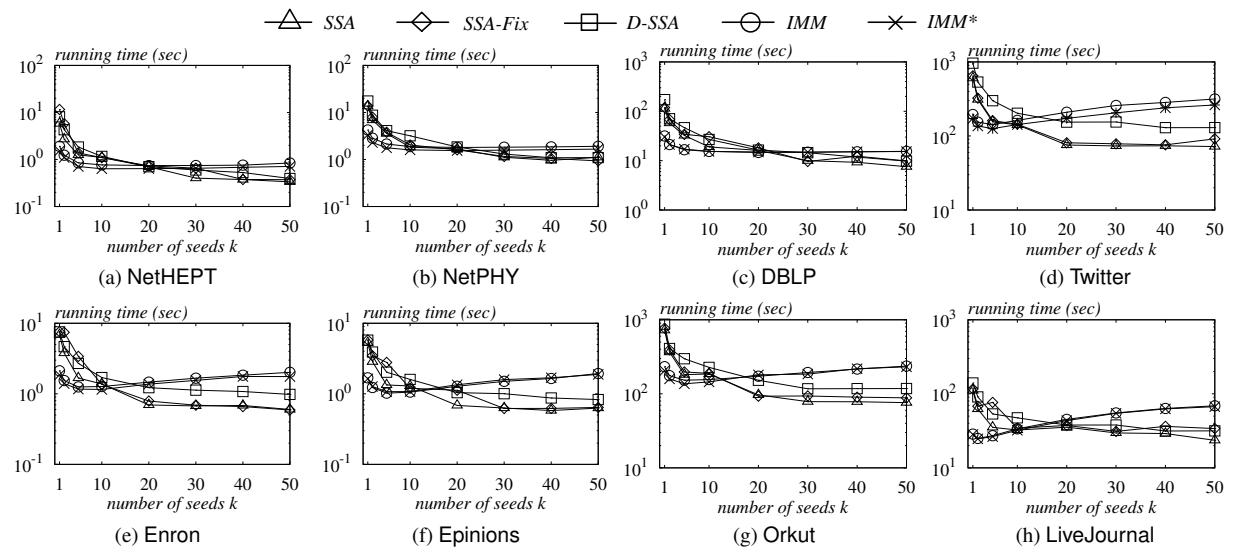 SSA SSA-Fix D-SSA IMM IMM*
running time (sec) running time (sec) running time (sec) running time (sec)
10^2 10^2 10^3 10^3
10^1 10^1 10^2
10^0 10^0 10^1 10^2
10^-1 10^-1 10^0 10^1
1 10 20 30 40 50 1 10 20 30 40 50 1 10 20 30 40 50 1 10 20 30 40 50
number of seeds k number of seeds k number of seeds k number of seeds k
(a) NetHEPT (b) NetPHY (c) DBLP (d) Twitter
running time (sec) running time (sec) running time (sec) running time (sec)
10^1 10^1 10^3 10^3
10^0 10^0 10^2 10^2
10^-1 10^-1 10^1 10^1
1 10 20 30 40 50 1 10 20 30 40 50 1 10 20 30 40 50 1 10 20 30 40 50
number of seeds k number of seeds k number of seeds k number of seeds k
(e) Enron (f) Epinions (g) Orkut (h) LiveJournal